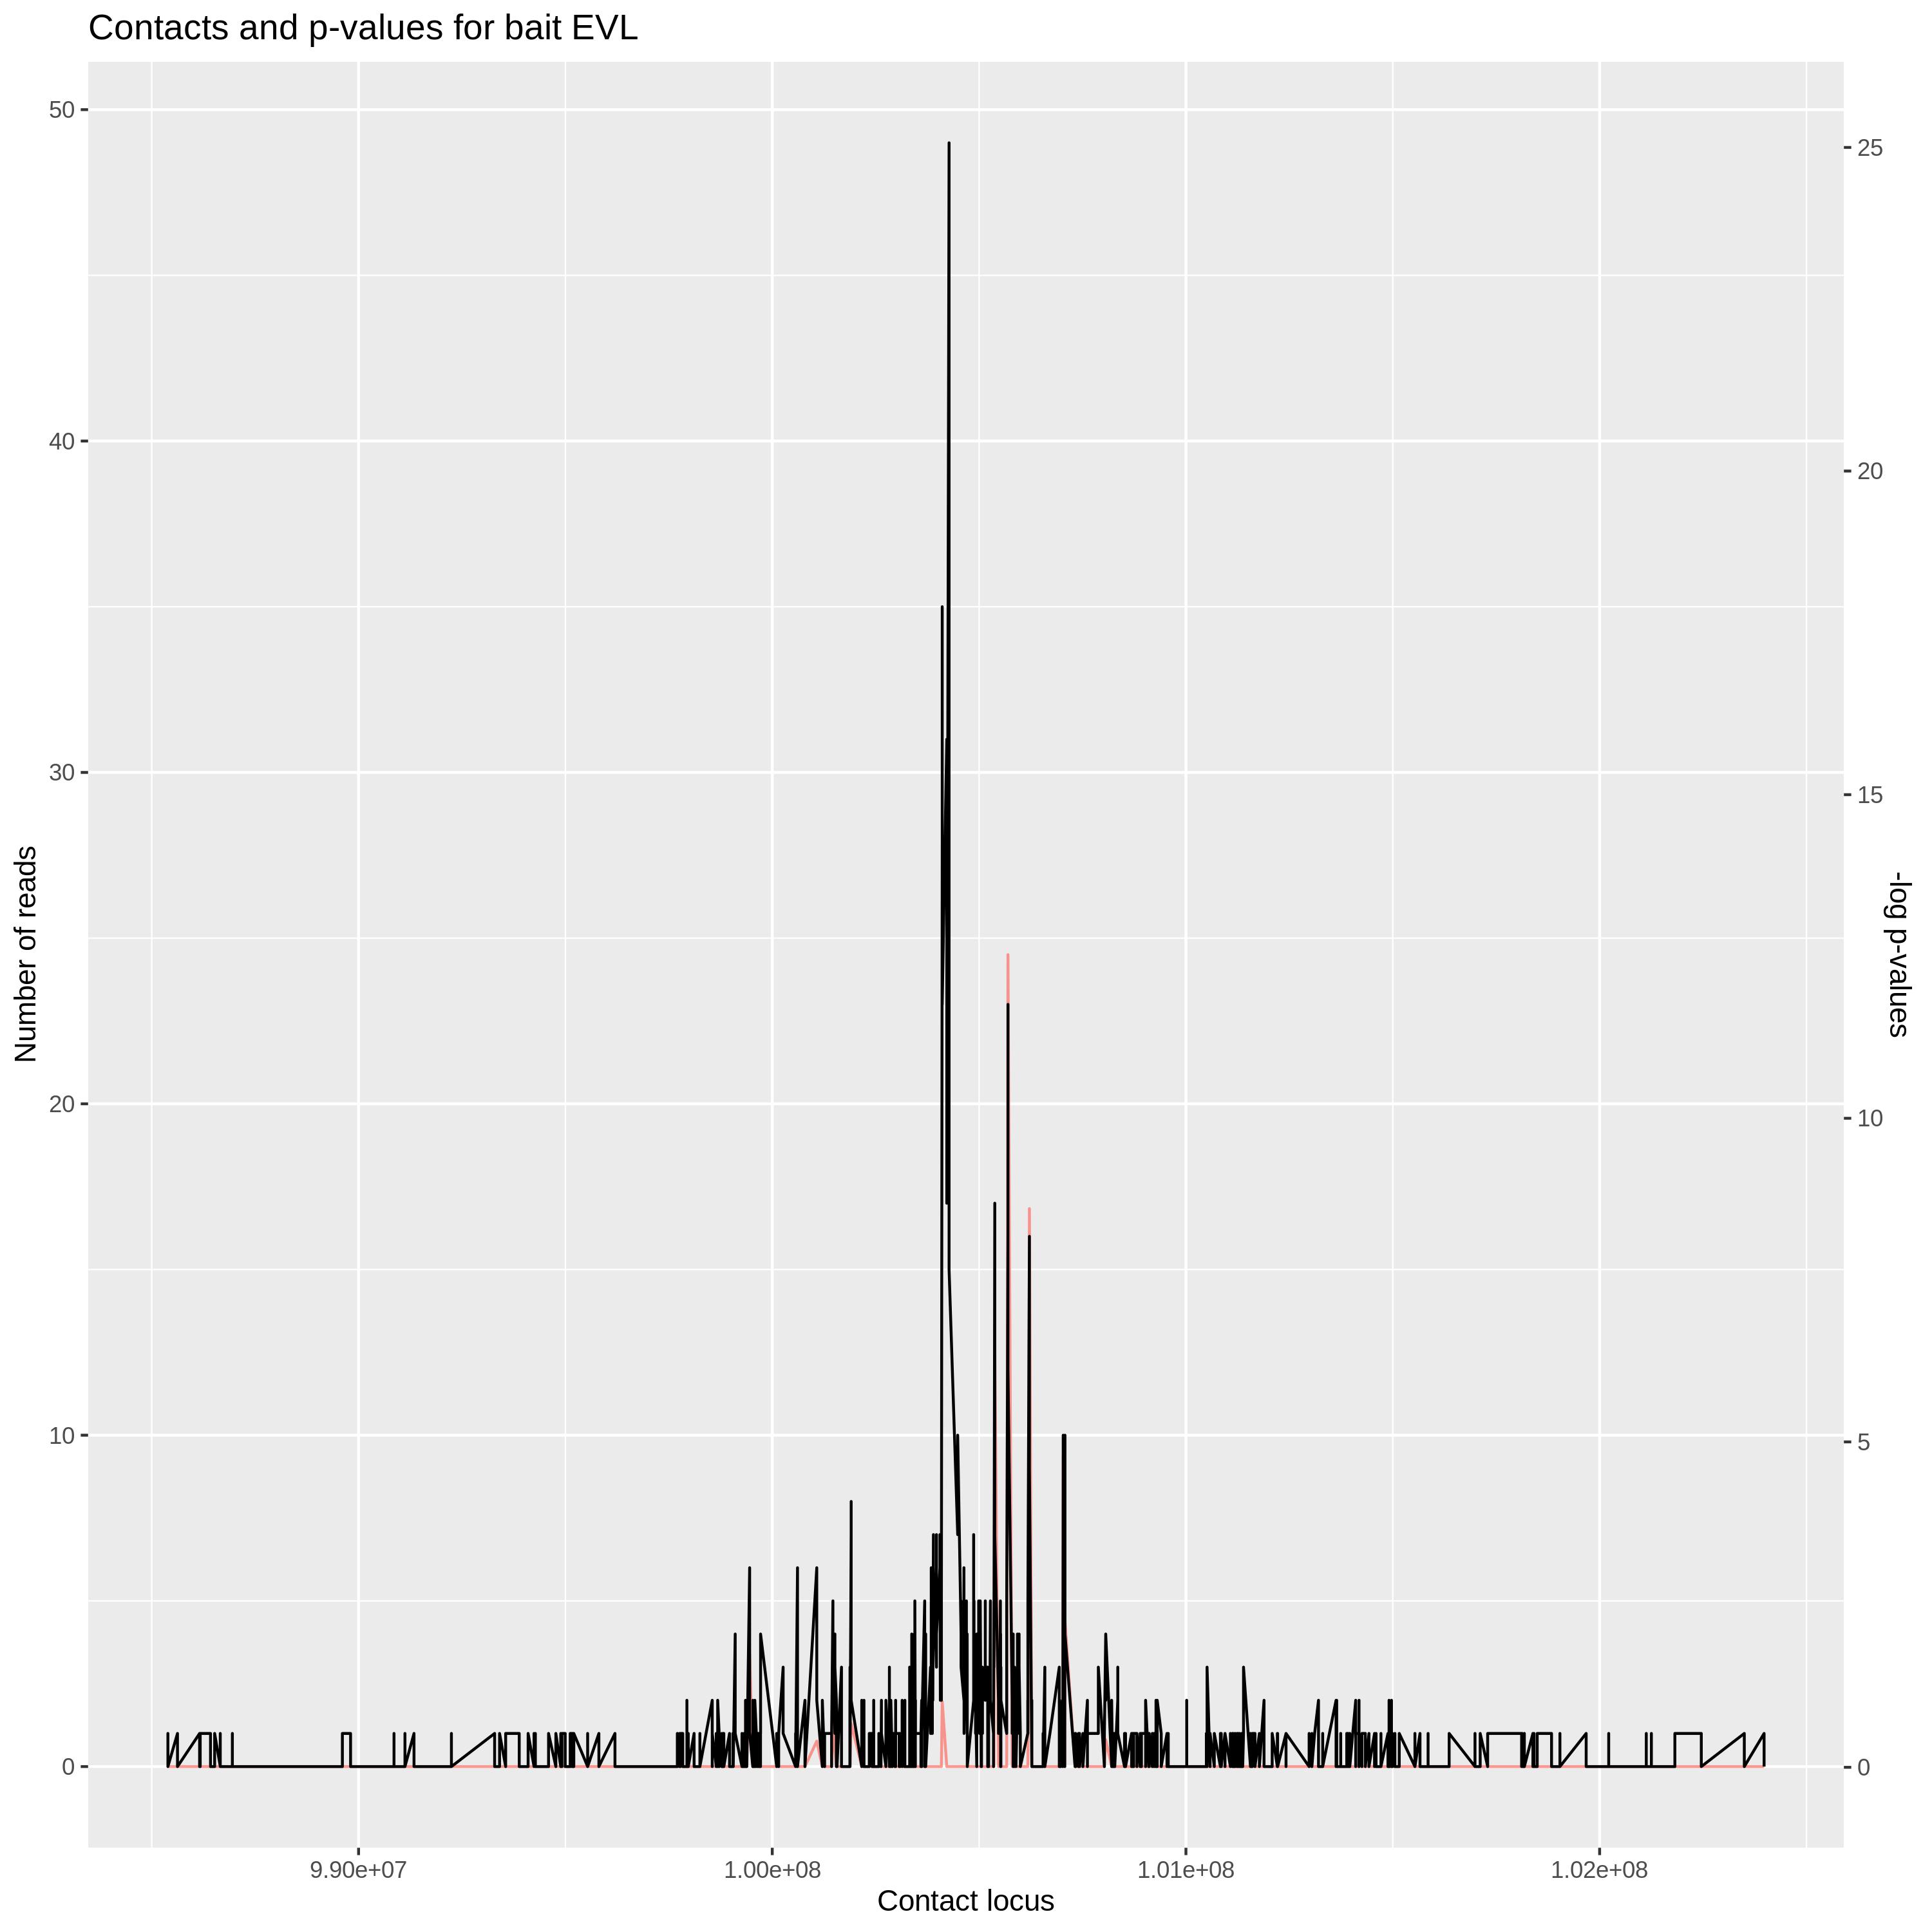 Contacts and p-values for bait EVL
50
40
30
20
10
0
Number of reads
25
20
15
10
5
0
-log p-values
9.90e+07
1.00e+08
1.01e+08
1.02e+08
Contact locus